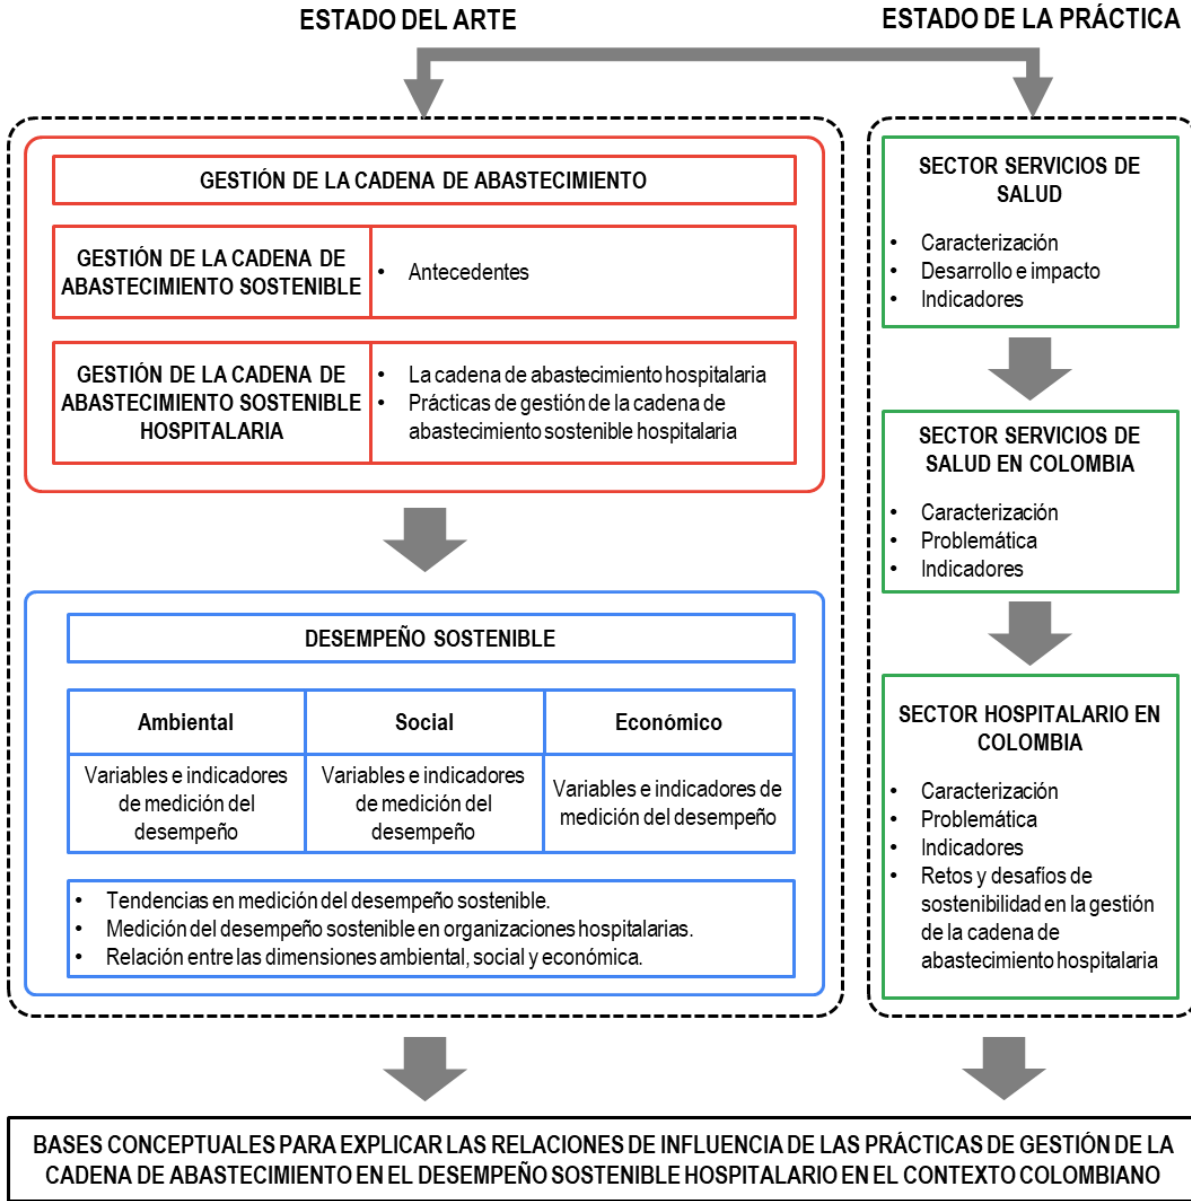 ESTADO DEL ARTE
ESTADO DE LA PRÁCTICA
GESTIÓN DE LA CADENA DE ABASTECIMIENTO
GESTIÓN DE LA CADENA DE
ABASTECIMIENTO SOSTENIBLE
• Antecedentes
GESTIÓN DE LA CADENA DE
ABASTECIMIENTO SOSTENIBLE
HOSPITALARIA
• La cadena de abastecimiento hospitalaria
• Prácticas de gestión de la cadena de
abastecimiento sostenible hospitalaria
DESEMPEÑO SOSTENIBLE
Ambiental
Variables e indicadores
de medición del
desempeño
Social
Variables e indicadores
de medición del
desempeño
Económico
Variables e indicadores de
medición del desempeño
• Tendencias en medición del desempeño sostenible.
• Medición del desempeño sostenible en organizaciones hospitalarias.
• Relación entre las dimensiones ambiental, social y económica.
SECTOR SERVICIOS DE
SALUD
• Caracterización
• Desarrollo e impacto
• Indicadores
SECTOR SERVICIOS DE
SALUD EN COLOMBIA
• Caracterización
• Problemática
• Indicadores
SECTOR HOSPITALARIO EN
COLOMBIA
• Caracterización
• Problemática
• Indicadores
• Retos y desafíos de
sostenibilidad en la gestión
de la cadena de
abastecimiento hospitalaria
BASES CONCEPTUALES PARA EXPLICAR LAS RELACIONES DE INFLUENCIA DE LAS PRÁCTICAS DE GESTIÓN DE LA
CADENA DE ABASTECIMIENTO EN EL DESEMPEÑO SOSTENIBLE HOSPITALARIO EN EL CONTEXTO COLOMBIANO